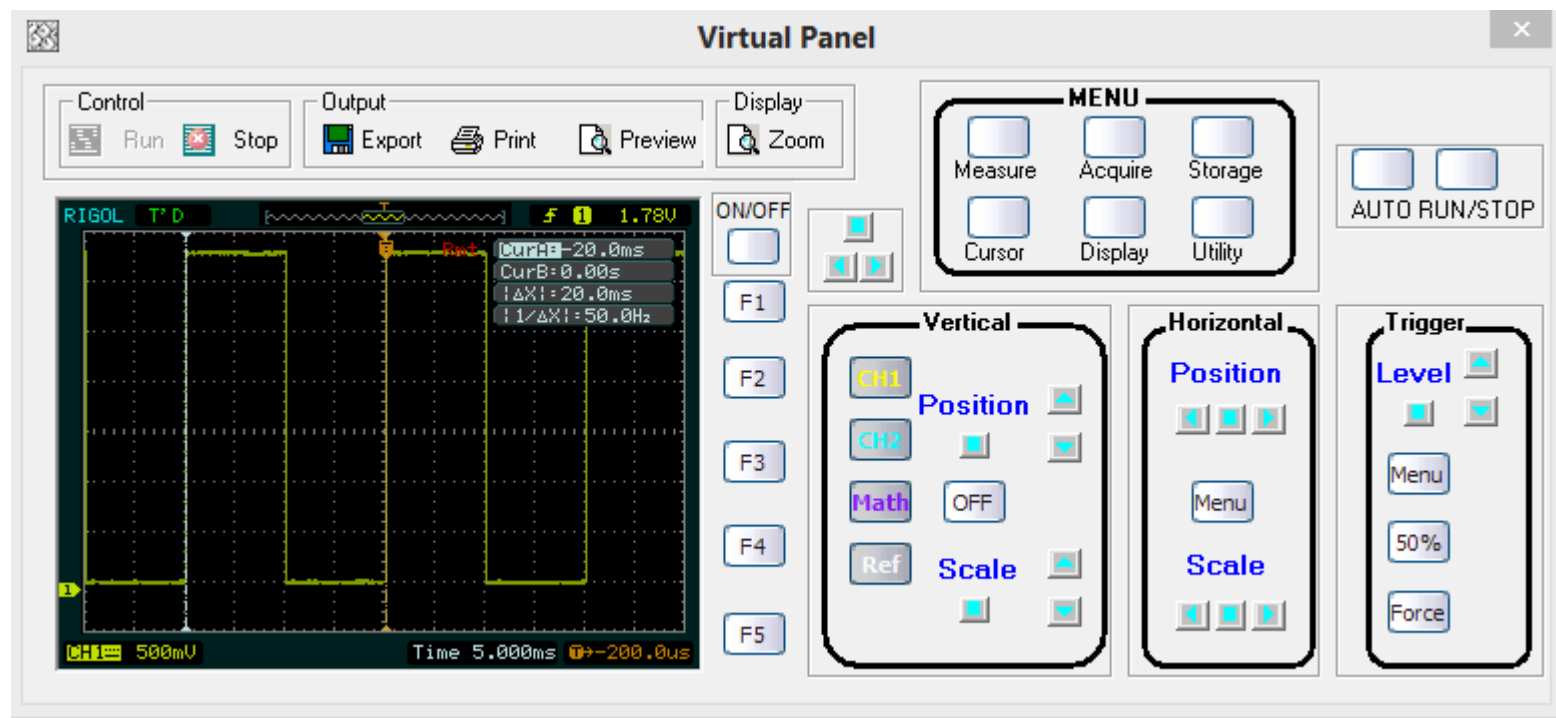 Virtual Panel
Control
Run Stop
Output
Export Print Preview
Display
Zoom
MENU
Measure Acquire Storage
Cursor Display Utility
AUTO RUN/STOP
RIGOL T'D 1 1.78V
T
Rmt
CurA=-20.0ms
CurB=0.00s
|ΔX|=20.0ms
|1/ΔX|=50.0Hz
1
CH1 500mV Time 5.000ms T→-200.0us
ON/OFF
F1
F2
F3
F4
F5
Vertical
CH1
CH2
Math
Ref
Position
OFF
Scale
Horizontal
Position
Menu
Scale
Trigger
Level
Menu
50%
Force